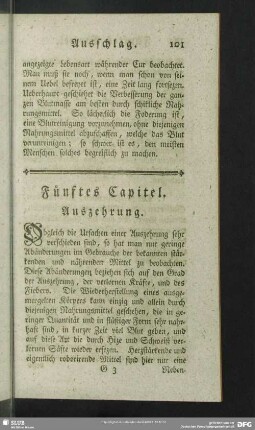 Ausschlag. 101
angezeigte Lebensart während der Cur beobachtet.
Man muß sie noch, wenn man schon von sei-
nem Uebel befreyet ist, eine Zeit lang fortsezen.
Ueberhaupt geschiehet die Verbesserung der gan-
zen Blutmasse am besten durch schikliche Nah-
rungsmittel. So lächerlich die Foderung ist,
eine Blutreinigung vorzunehmen, ohne diejenigen
Nahrungsmittel abzuschaffen, welche das Blut
verunreinigen; so schwer ist es, den meisten
Menschen solches begreiflich zu machen.
Fünftes Capitel.
Auszehrung.
Obgleich die Ursachen einer Auszehrung sehr
verschieden sind, so hat man nur geringe
Abänderungen im Gebrauche der bekannten stär-
kenden und nährenden Mittel zu beobachten.
Diese Abänderungen beziehen sich auf den Grad
der Auszehrung, der verlornen Kräfte, und des
Fiebers. Die Wiederherstellung eines ausge-
mergelten Körpers kann einzig und allein durch
diejenigen Nahrungsmittel geschehen, die in ge-
ringer Quantität und in flüßiger Form sehr nahr-
haft sind, in kurzer Zeit viel Blut geben, und
auf diese Art die durch Hize und Schweiß verl-
ornen Säfte wieder ersezen. Herzstärkende und
eigentlich roborirende Mittel sind hier nur eine
G 3 Neben-
SLUB
DFG